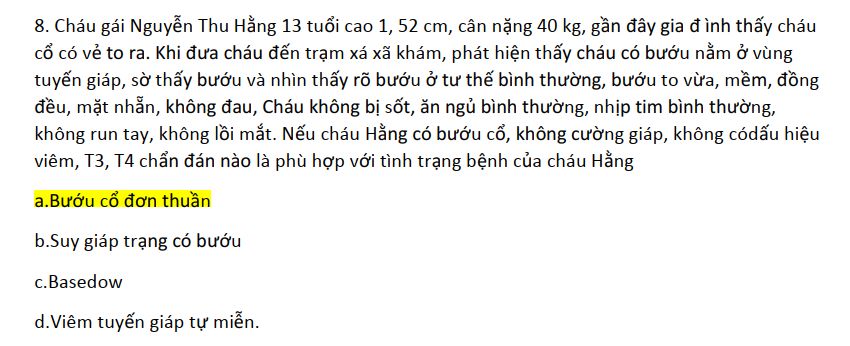 8. Cháu gái Nguyễn Thu Hằng 13 tuổi cao 1, 52 cm, cân nặng 40 kg, gần đây gia đ ình thấy cháu
cổ có vẻ to ra. Khi đưa cháu đến trạm xá xã khám, phát hiện thấy cháu có bướu nằm ở vùng
tuyến giáp, sờ thấy bướu và nhìn thấy rõ bướu ở tư thế bình thường, bướu to vừa, mềm, đồng
đều, mặt nhẵn, không đau, Cháu không bị sốt, ăn ngủ bình thường, nhịp tim bình thường,
không run tay, không lồi mắt. Nếu cháu Hằng có bướu cổ, không cường giáp, không códấu hiệu
viêm, T3, T4 chẩn đán nào là phù hợp với tình trạng bệnh của cháu Hằng
a.Bướu cổ đơn thuần
b.Suy giáp trạng có bướu
c.Basedow
d.Viêm tuyến giáp tự miễn.